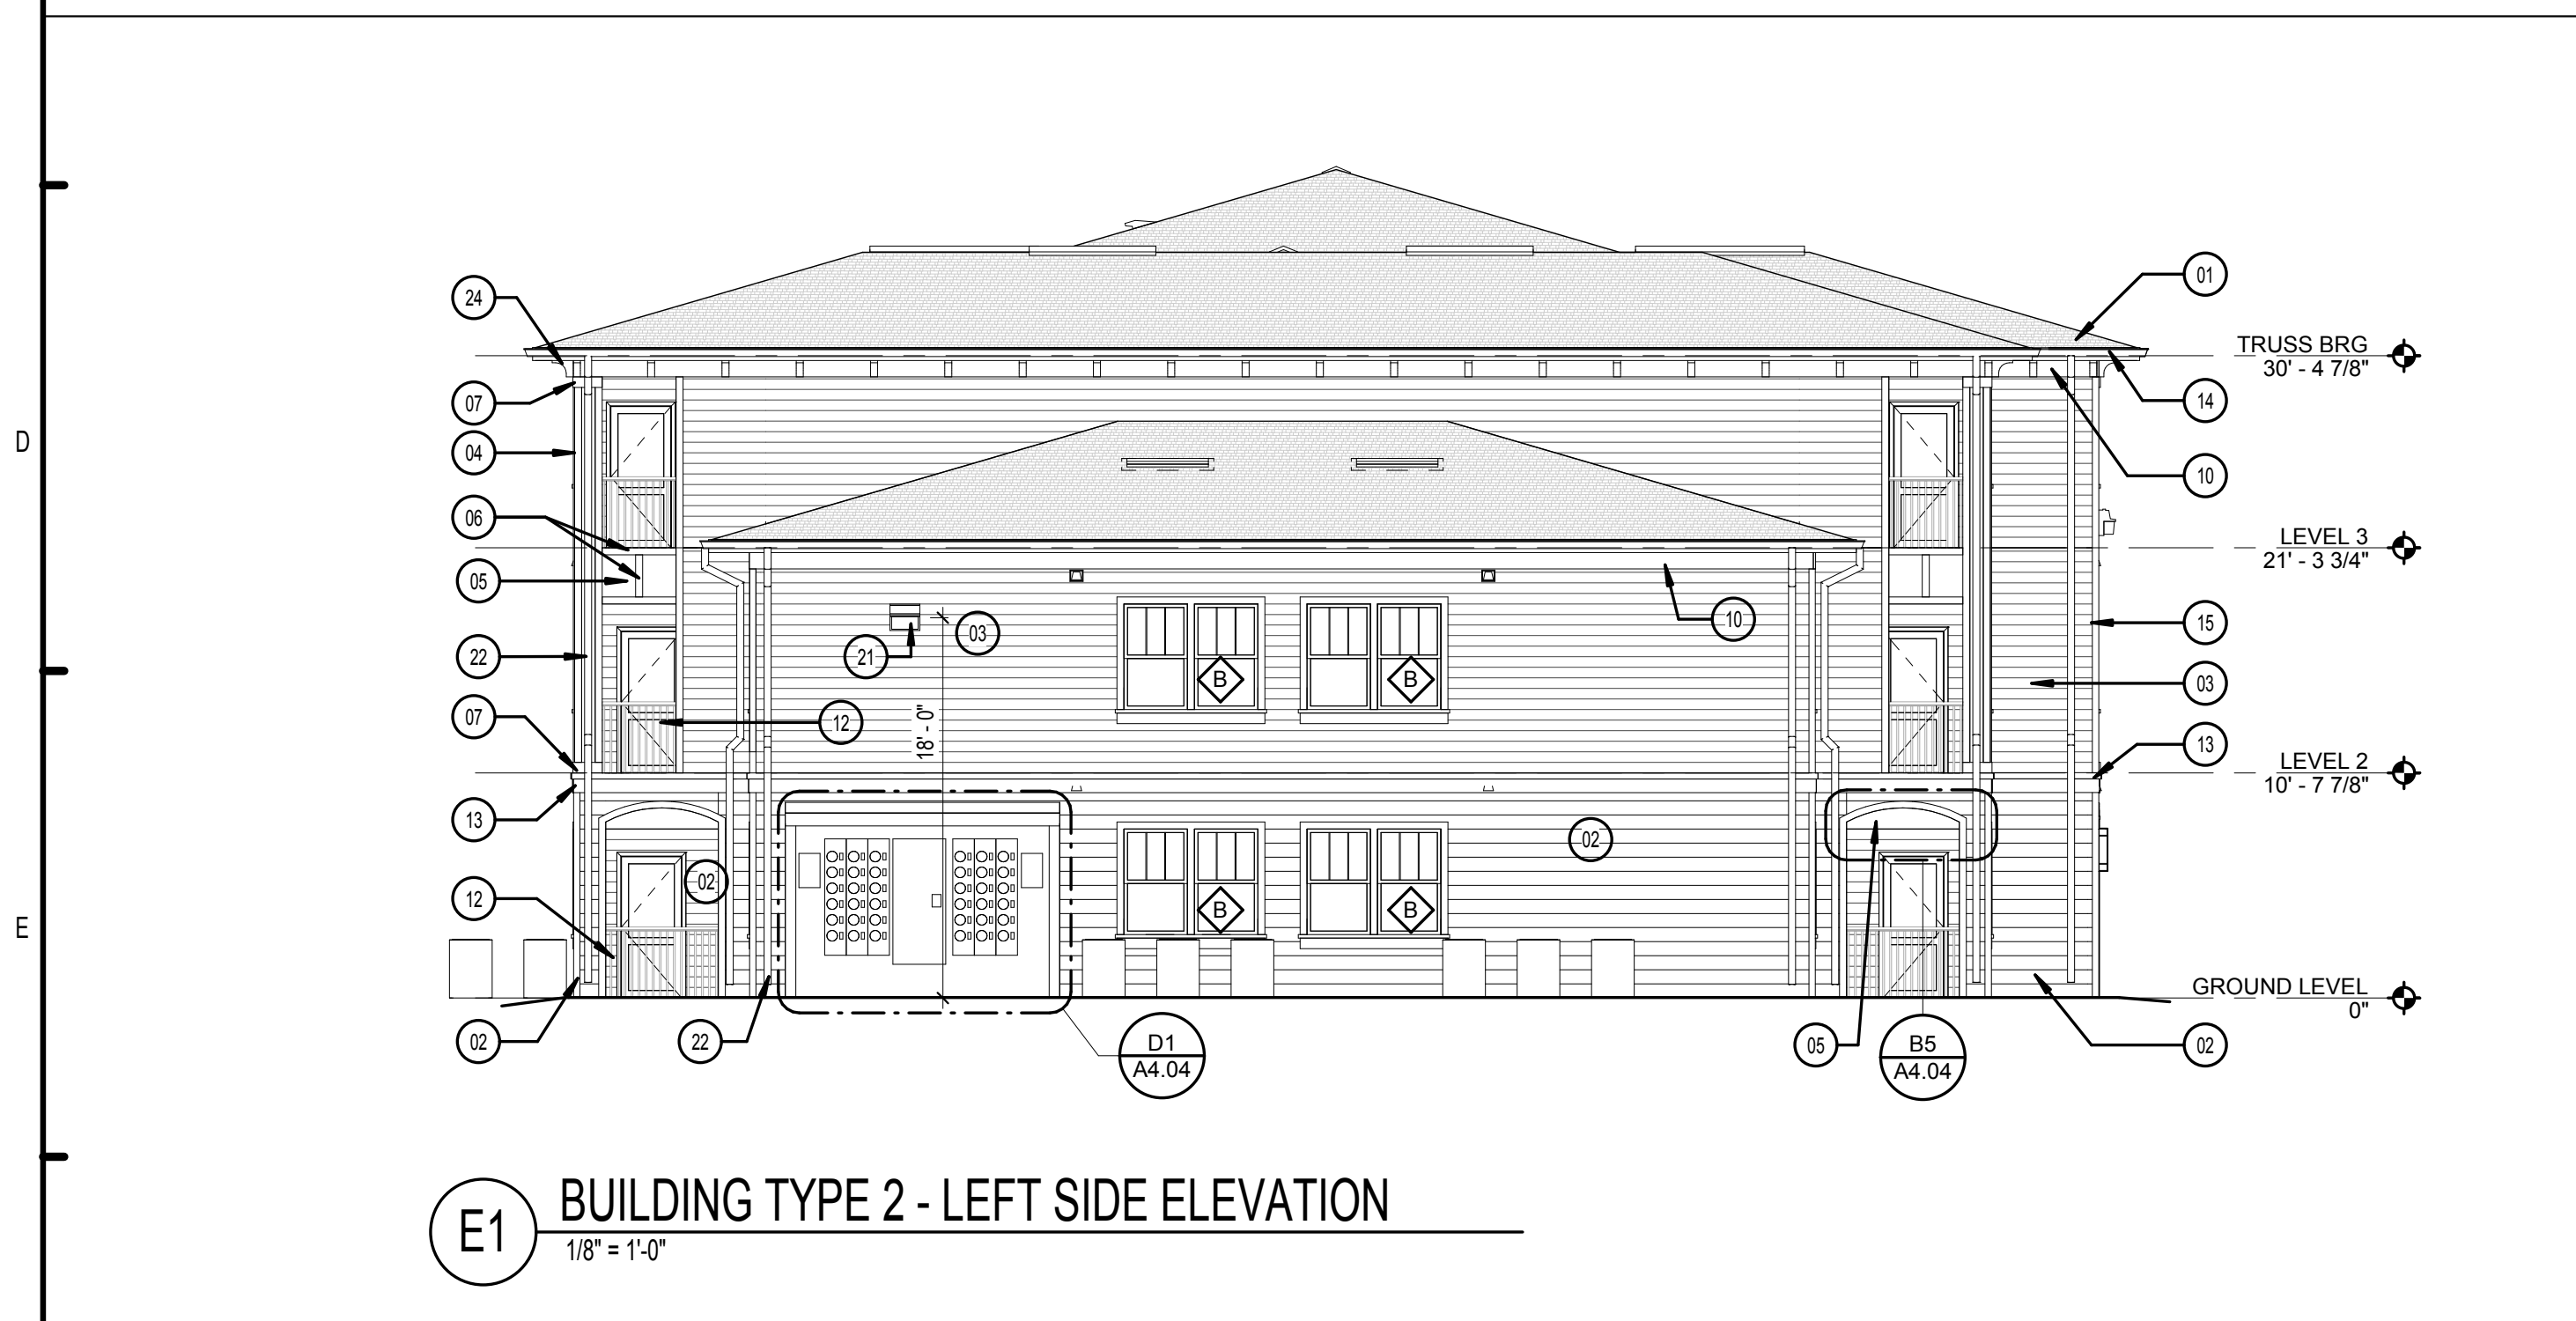 24
01
TRUSS BRG
30' - 4 7/8"
07
14
D
04
10
06
LEVEL 3
21' - 3 3/4"
05
03
10
15
21
22
B
B
03
07
12
18' - 0"
13
LEVEL 2
10' - 7 7/8"
13
02
02
12
B
B
E
GROUND LEVEL
0"
02
22
D1
A4.04
05
B5
A4.04
02
E1
BUILDING TYPE 2 - LEFT SIDE ELEVATION
1/8" = 1'-0"